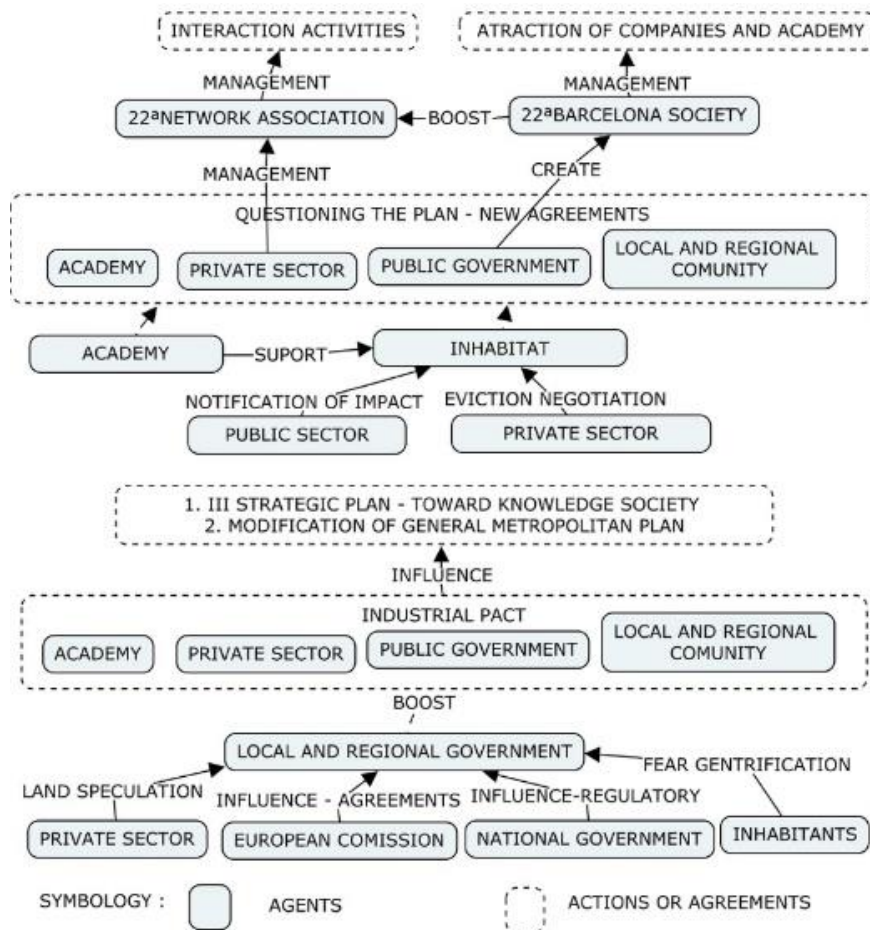 INTERACTION ACTIVITIES
ATRACTION OF COMPANIES AND ACADEMY
MANAGEMENT
MANAGEMENT
22ªNETWORK ASSOCIATION
BOOST
22ªBARCELONA SOCIETY
MANAGEMENT
CREATE
QUESTIONING THE PLAN - NEW AGREEMENTS
ACADEMY
PRIVATE SECTOR
PUBLIC GOVERNMENT
LOCAL AND REGIONAL
COMUNITY
ACADEMY
SUPORT
INHABITAT
NOTIFICATION OF IMPACT
EVICTION NEGOTIATION
PUBLIC SECTOR
PRIVATE SECTOR
1. III STRATEGIC PLAN - TOWARD KNOWLEDGE SOCIETY
2. MODIFICATION OF GENERAL METROPOLITAN PLAN
INFLUENCE
INDUSTRIAL PACT
ACADEMY
PRIVATE SECTOR
PUBLIC GOVERNMENT
LOCAL AND REGIONAL
COMUNITY
BOOST
LOCAL AND REGIONAL GOVERNMENT
FEAR GENTRIFICATION
LAND SPECULATION
INFLUENCE - AGREEMENTS
INFLUENCE-REGULATORY
PRIVATE SECTOR
EUROPEAN COMISSION
NATIONAL GOVERNMENT
INHABITANTS
SYMBOLOGY :
AGENTS
ACTIONS OR AGREEMENTS